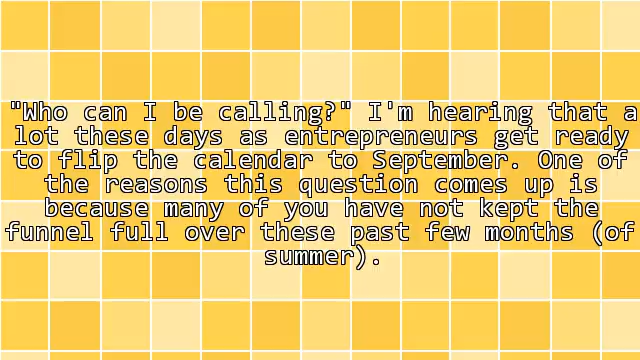 "Who can I be calling?" I'm hearing that a
lot these days as entrepreneurs get ready
to flip the calendar to September. One of
the reasons this question comes up is
because many of you have not kept the
funnel full over these past few months (of
summer).